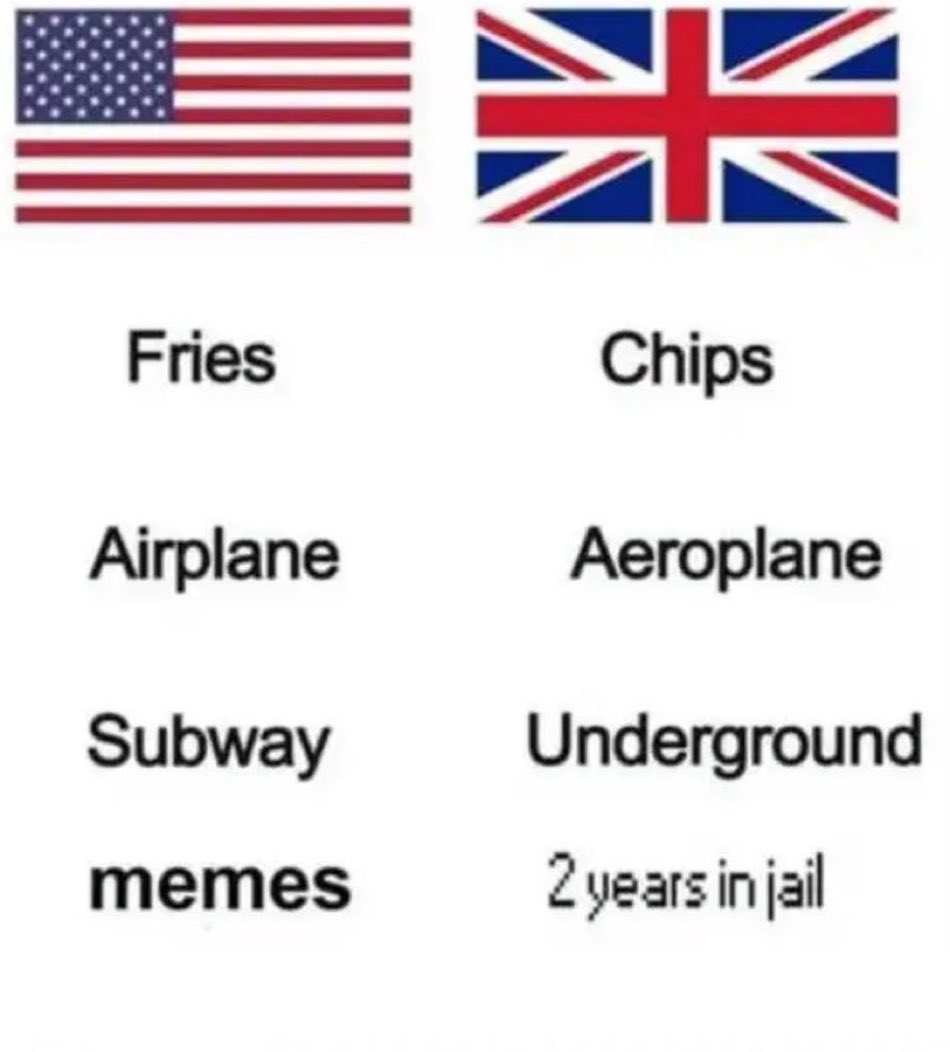 Fries Chips
Airplane Aeroplane
Subway Underground
memes 2 years in jail